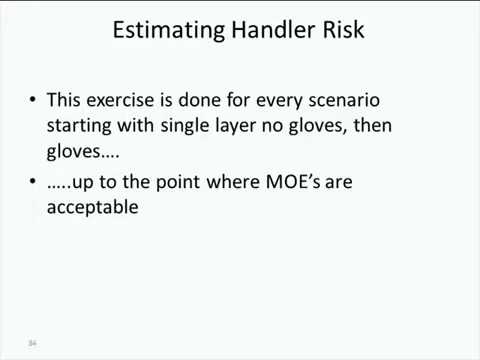 Estimating Handler Risk
• This exercise is done for every scenario
starting with single layer no gloves, then
gloves….
• …..up to the point where MOE’s are
acceptable
84